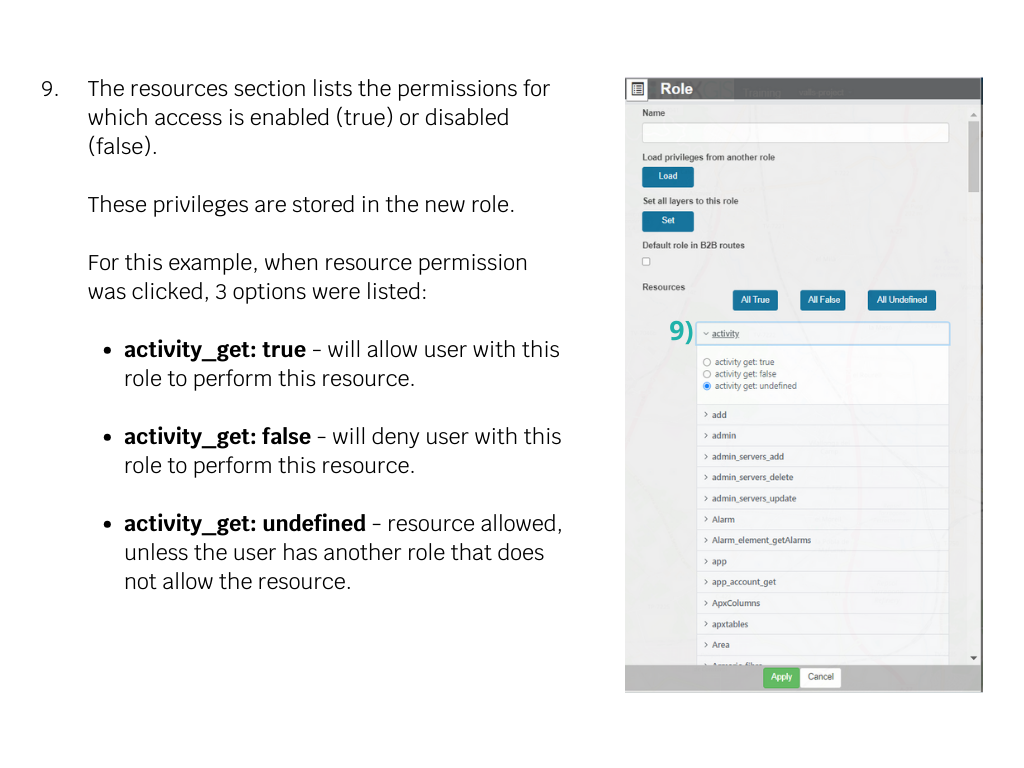 9. The resources section lists the permissions for
which access is enabled (true) or disabled
(false).
These privileges are stored in the new role.
For this example, when resource permission
was clicked, 3 options were listed:
• activity_get: true – will allow user with this
role to perform this resource.
• activity_get: false – will deny user with this
role to perform this resource.
• activity_get: undefined – resource allowed,
unless the user has another role that does
not allow the resource.
Role
Name
Load privileges from another role
Load
Set all layers to this role
Set
Default role in B2B routes
Resources
All True All False All Undefined
9) activity
activity get: true
activity get: false
activity get: undefined
add
admin
admin_servers_add
admin_servers_delete
admin_servers_update
Alarm
Alarm_element_getAlarms
app
app_account_get
ApxColumns
apxtables
Area
Apply Cancel